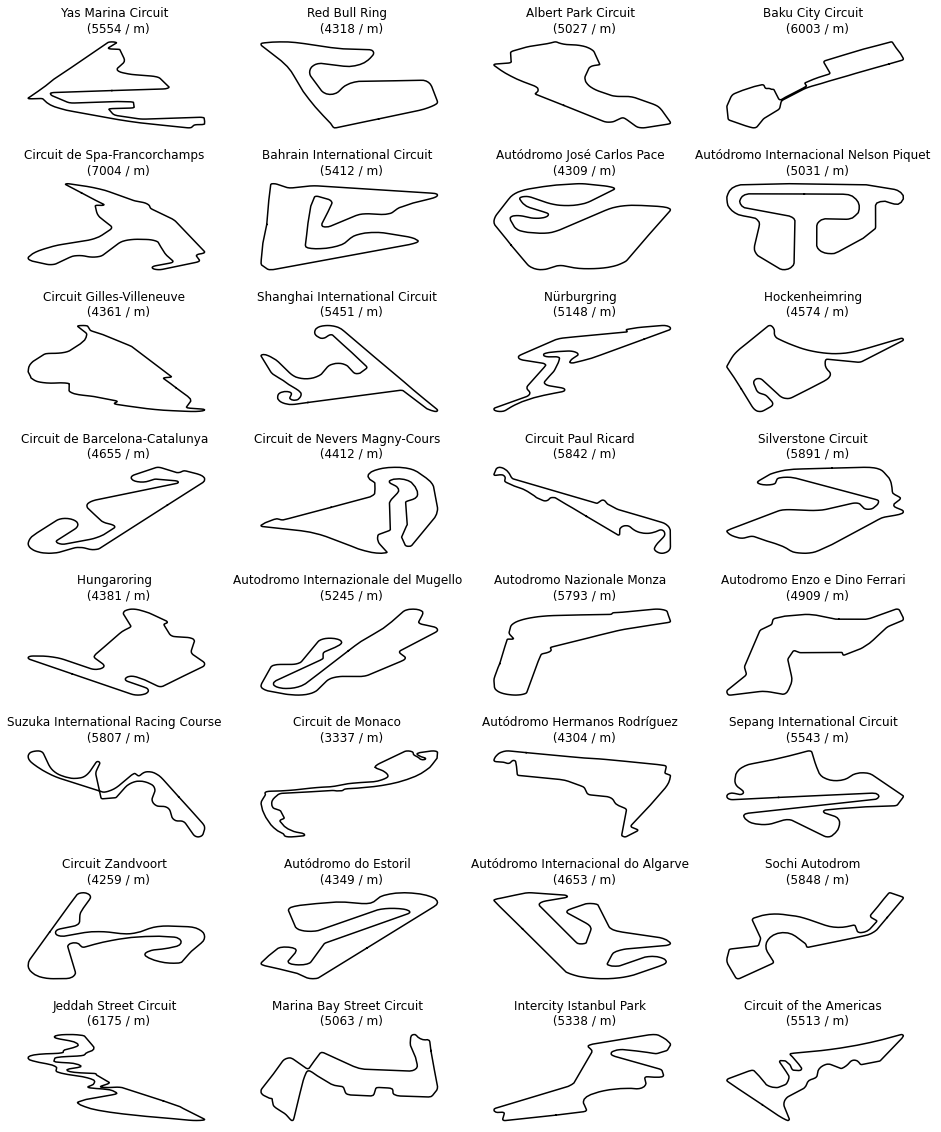 Yas Marina Circuit
(5554 / m)
Red Bull Ring
(4318 / m)
Albert Park Circuit
(5027 / m)
Baku City Circuit
(6003 / m)
Circuit de Spa-Francorchamps
(7004 / m)
Bahrain International Circuit
(5412 / m)
Autódromo José Carlos Pace
(4309 / m)
Autódromo Internacional Nelson Piquet
(5031 / m)
Circuit Gilles-Villeneuve
(4361 / m)
Shanghai International Circuit
(5451 / m)
Nürburgring
(5148 / m)
Hockenheimring
(4574 / m)
Circuit de Barcelona-Catalunya
(4655 / m)
Circuit de Nevers Magny-Cours
(4412 / m)
Circuit Paul Ricard
(5842 / m)
Silverstone Circuit
(5891 / m)
Hungaroring
(4381 / m)
Autodromo Internazionale del Mugello
(5245 / m)
Autodromo Nazionale Monza
(5793 / m)
Autodromo Enzo e Dino Ferrari
(4909 / m)
Suzuka International Racing Course
(5807 / m)
Circuit de Monaco
(3337 / m)
Autódromo Hermanos Rodríguez
(4304 / m)
Sepang International Circuit
(5543 / m)
Circuit Zandvoort
(4259 / m)
Autódromo do Estoril
(4349 / m)
Autódromo Internacional do Algarve
(4653 / m)
Sochi Autodrom
(5848 / m)
Jeddah Street Circuit
(6175 / m)
Marina Bay Street Circuit
(5063 / m)
Intercity Istanbul Park
(5338 / m)
Circuit of the Americas
(5513 / m)